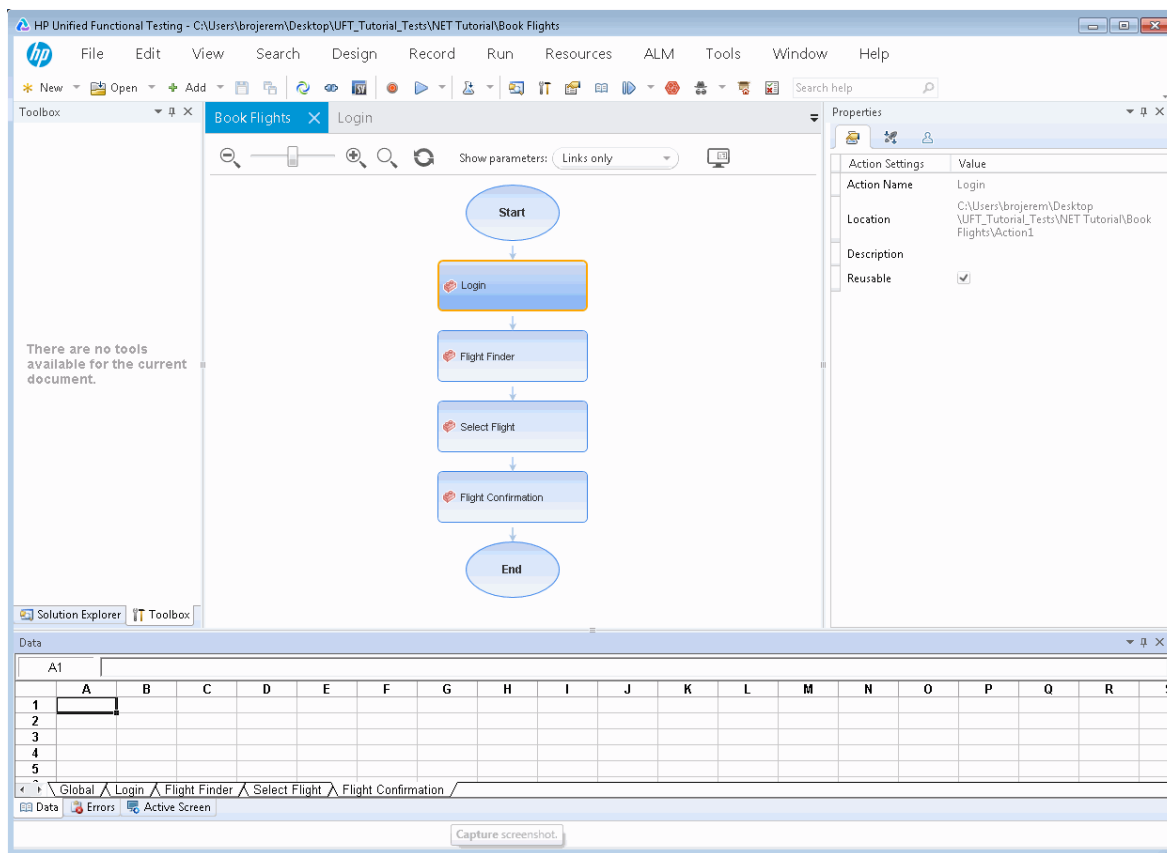 HP Unified Functional Testing - C:\Users\brojerem\Desktop\UFT_Tutorial_Tests\NET Tutorial\Book Flights
hp File Edit View Search Design Record Run Resources ALM Tools Window Help
New Open Add Search help
Toolbox
Book Flights Login
Properties
Show parameters: Links only
Action Settings Value
Action Name Login
Location C:\Users\brojerem\Desktop
\UFT_Tutorial_Tests\NET Tutorial\Book
Flights\Action1
Description
Reusable
Start
Login
Flight Finder
Select Flight
Flight Confirmation
End
There are no tools
available for the current
document.
Solution Explorer Toolbox
Data
A1
A B C D E F G H I J K L M N O P Q R
1
2
3
4
5
Global Login Flight Finder Select Flight Flight Confirmation
Data Errors Active Screen
Capture screenshot.